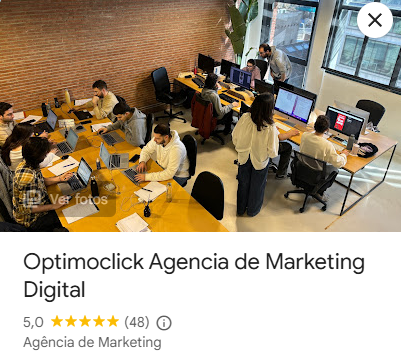 Ver fotos
Optimoclick Agencia de Marketing
Digital
5,0 ★★★★★ (48)
Agência de Marketing